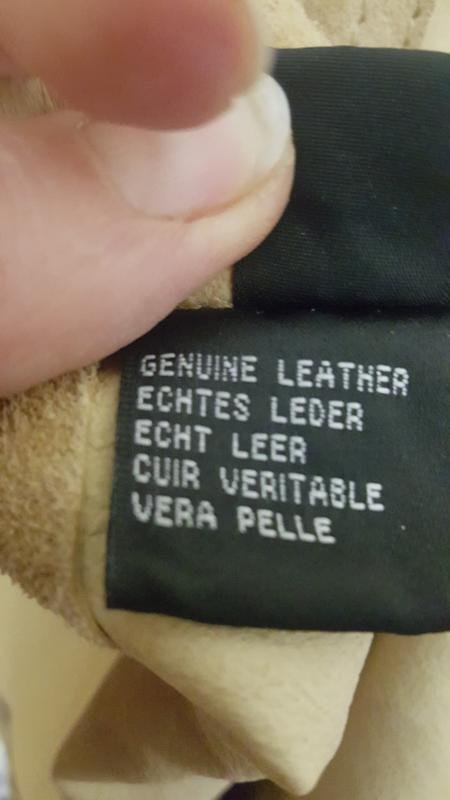 GENUINE LEATHER
ECHTES LEDER
ECHT LEER
CUIR VERITABLE
VERA PELLE